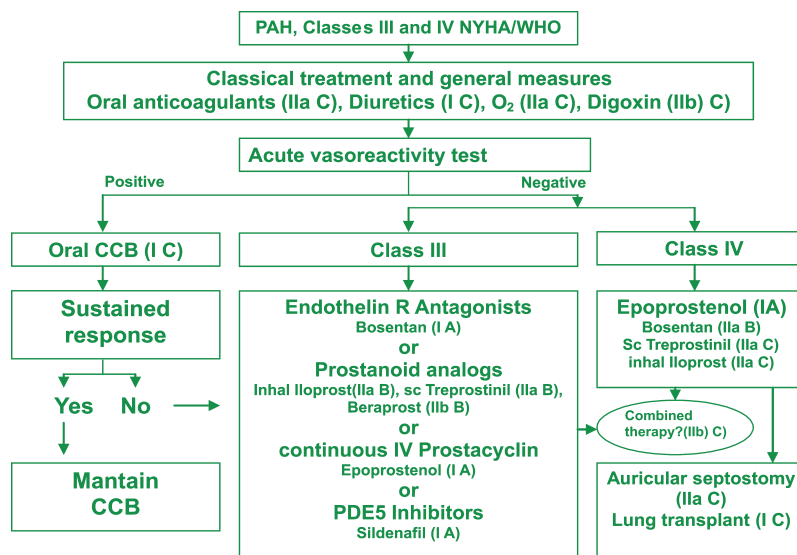 PAH, Classes III and IV NYHA/WHO
Classical treatment and general measures
Oral anticoagulants (IIa C), Diuretics (I C), O₂ (IIa C), Digoxin (IIb) C)
Acute vasoreactivity test
Positive
Negative
Oral CCB (I C)
Class III
Class IV
Sustained
response
Yes
No
Mantain
CCB
Endothelin R Antagonists
Bosentan (I A)
or
Prostanoid analogs
Inhal Iloprost(IIa B), sc Treprostinil (IIa B),
Beraprost (IIb B)
or
continuous IV Prostacyclin
Epoprostenol (I A)
or
PDE5 Inhibitors
Sildenafil (I A)
Epoprostenol (IA)
Bosentan (IIa B)
Sc Treprostinil (IIa C)
inhal Iloprost (IIa C)
Combined
therapy?(IIb) C)
Auricular septostomy
(IIa C)
Lung transplant (I C)